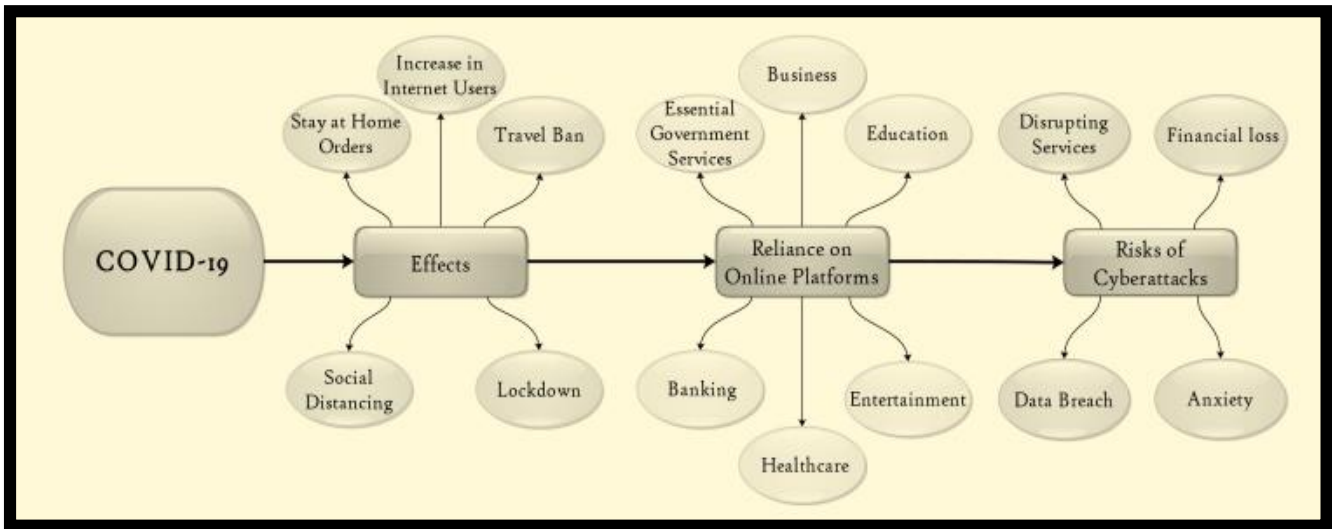 COVID-19
Effects
Stay at Home
Orders
Increase in
Internet Users
Travel Ban
Social
Distancing
Lockdown
Reliance on
Online Platforms
Essential
Government
Services
Business
Education
Banking
Healthcare
Entertainment
Risks of
Cyberattacks
Disrupting
Services
Financial loss
Data Breach
Anxiety